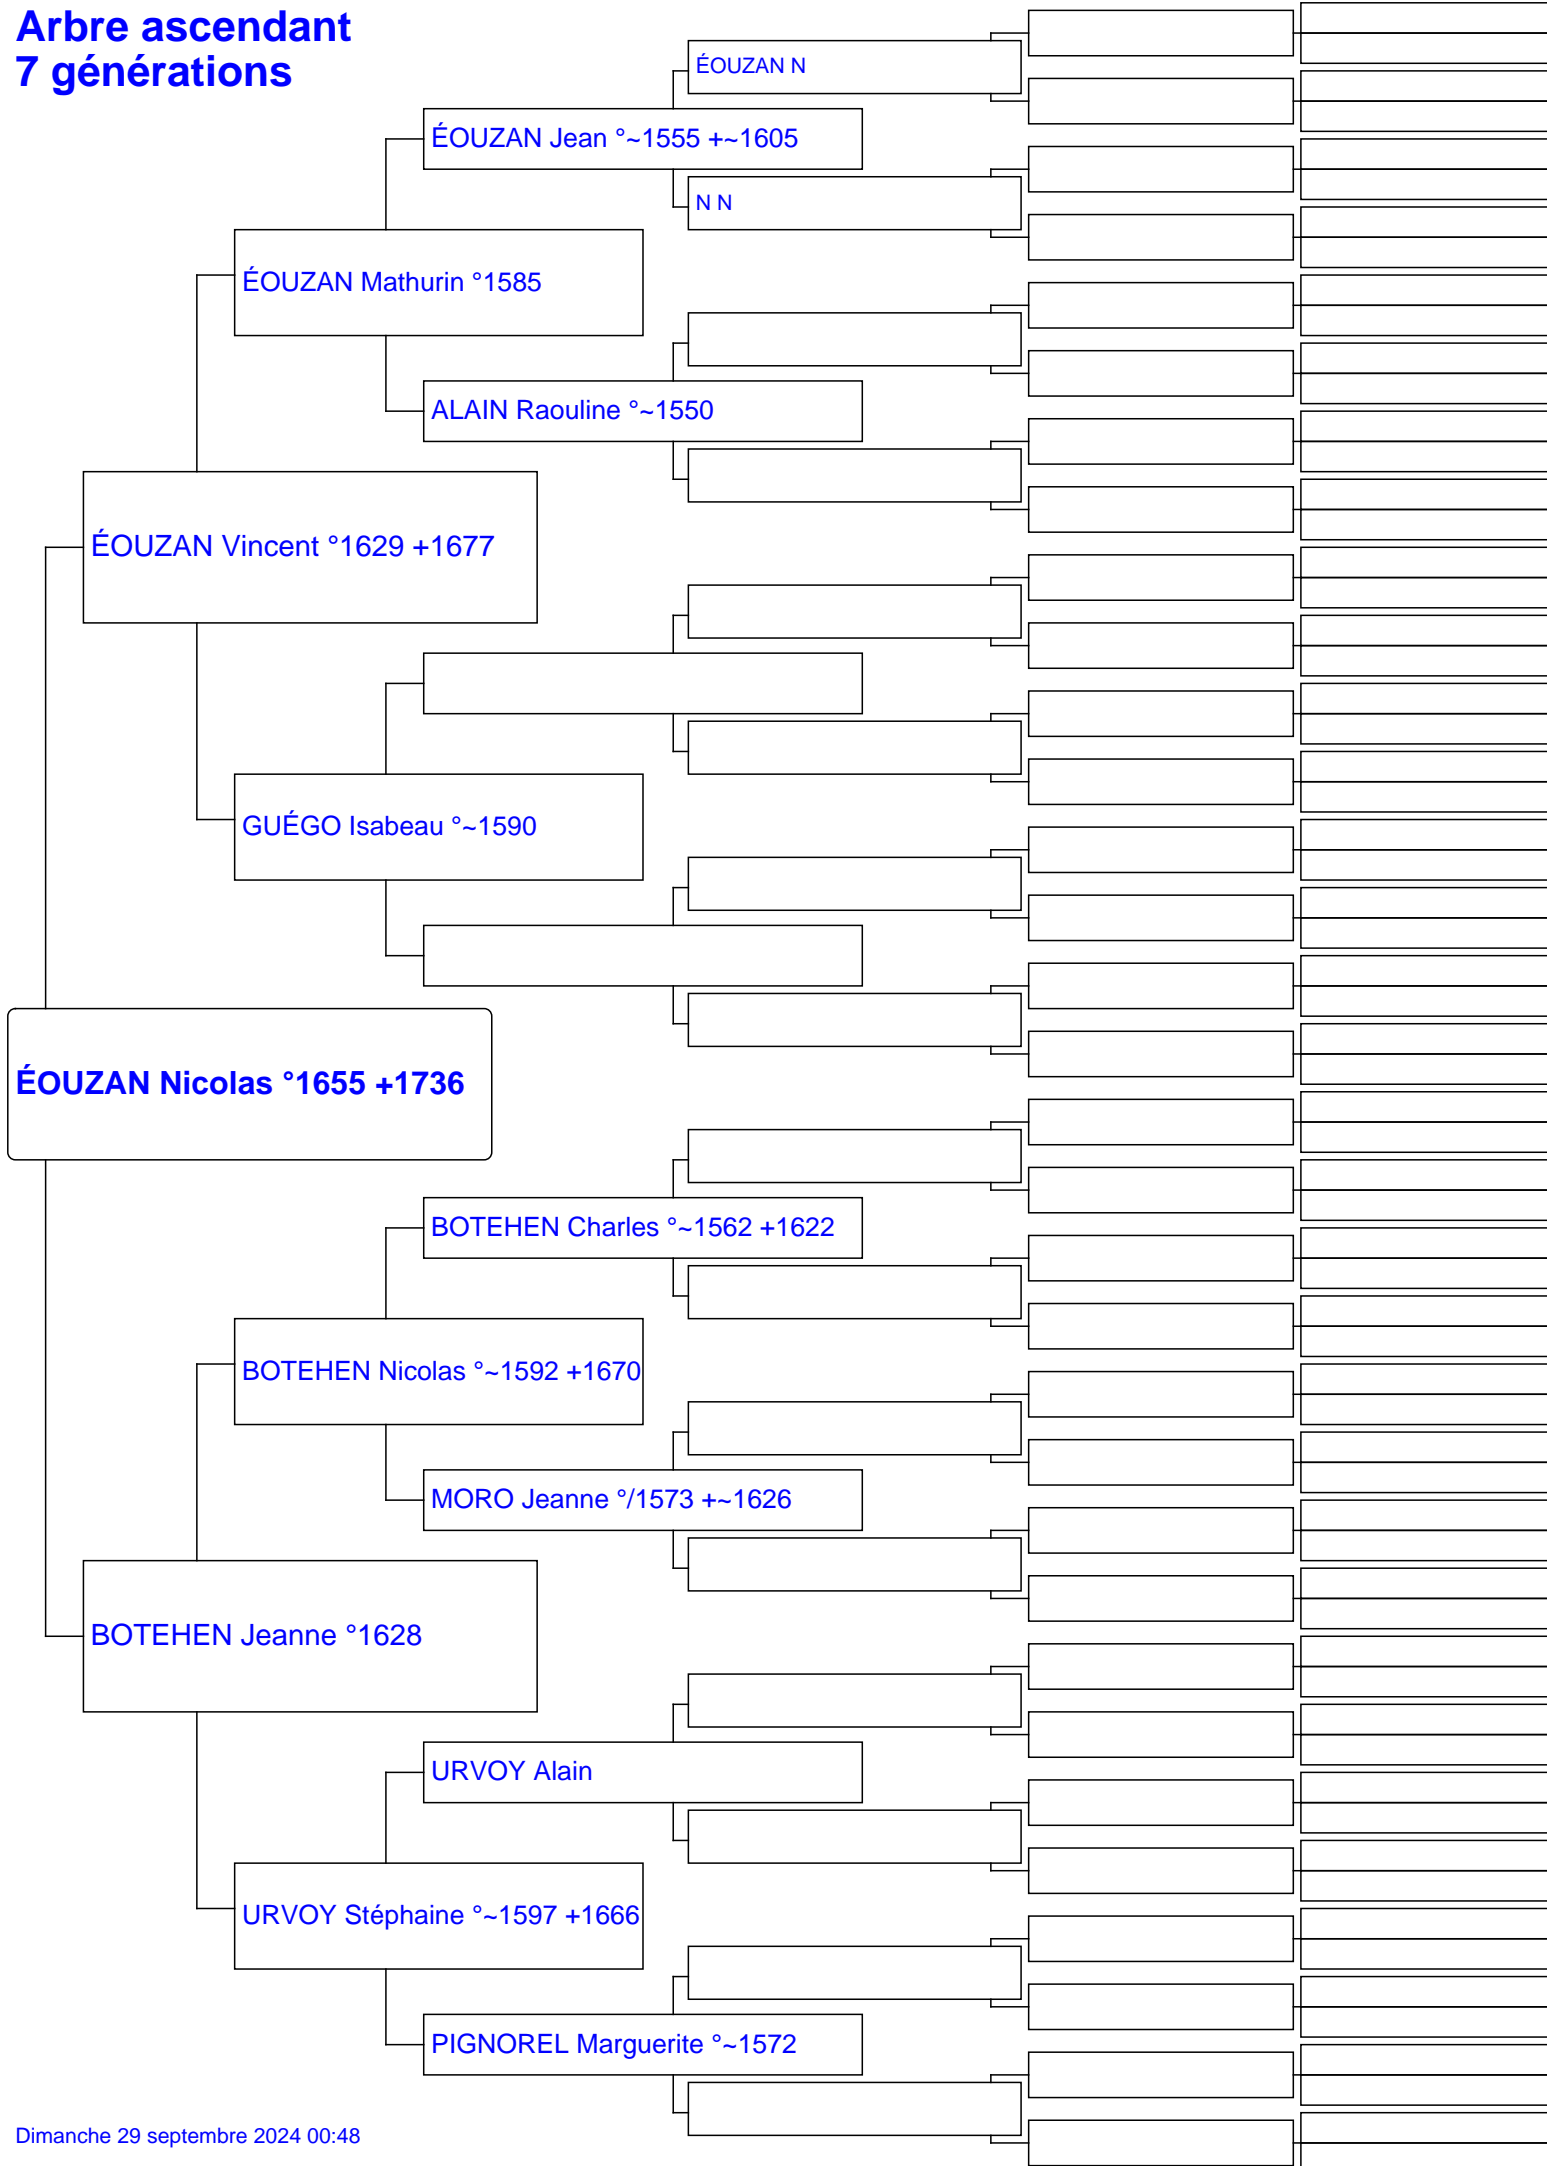 Arbre ascendant
7 générations
ÉOUZAN N
ÉOUZAN Jean °~1555 +~1605
N N
ÉOUZAN Mathurin °1585
ALAIN Raouline °~1550
ÉOUZAN Vincent °1629 +1677
GUÉGO Isabeau °~1590
ÉOUZAN Nicolas °1655 +1736
BOTEHEN Charles °~1562 +1622
BOTEHEN Nicolas °~1592 +1670
MORO Jeanne °/1573 +~1626
BOTEHEN Jeanne °1628
URVOY Alain
URVOY Stéphaine °~1597 +1666
PIGNOREL Marguerite °~1572
Dimanche 29 septembre 2024 00:48